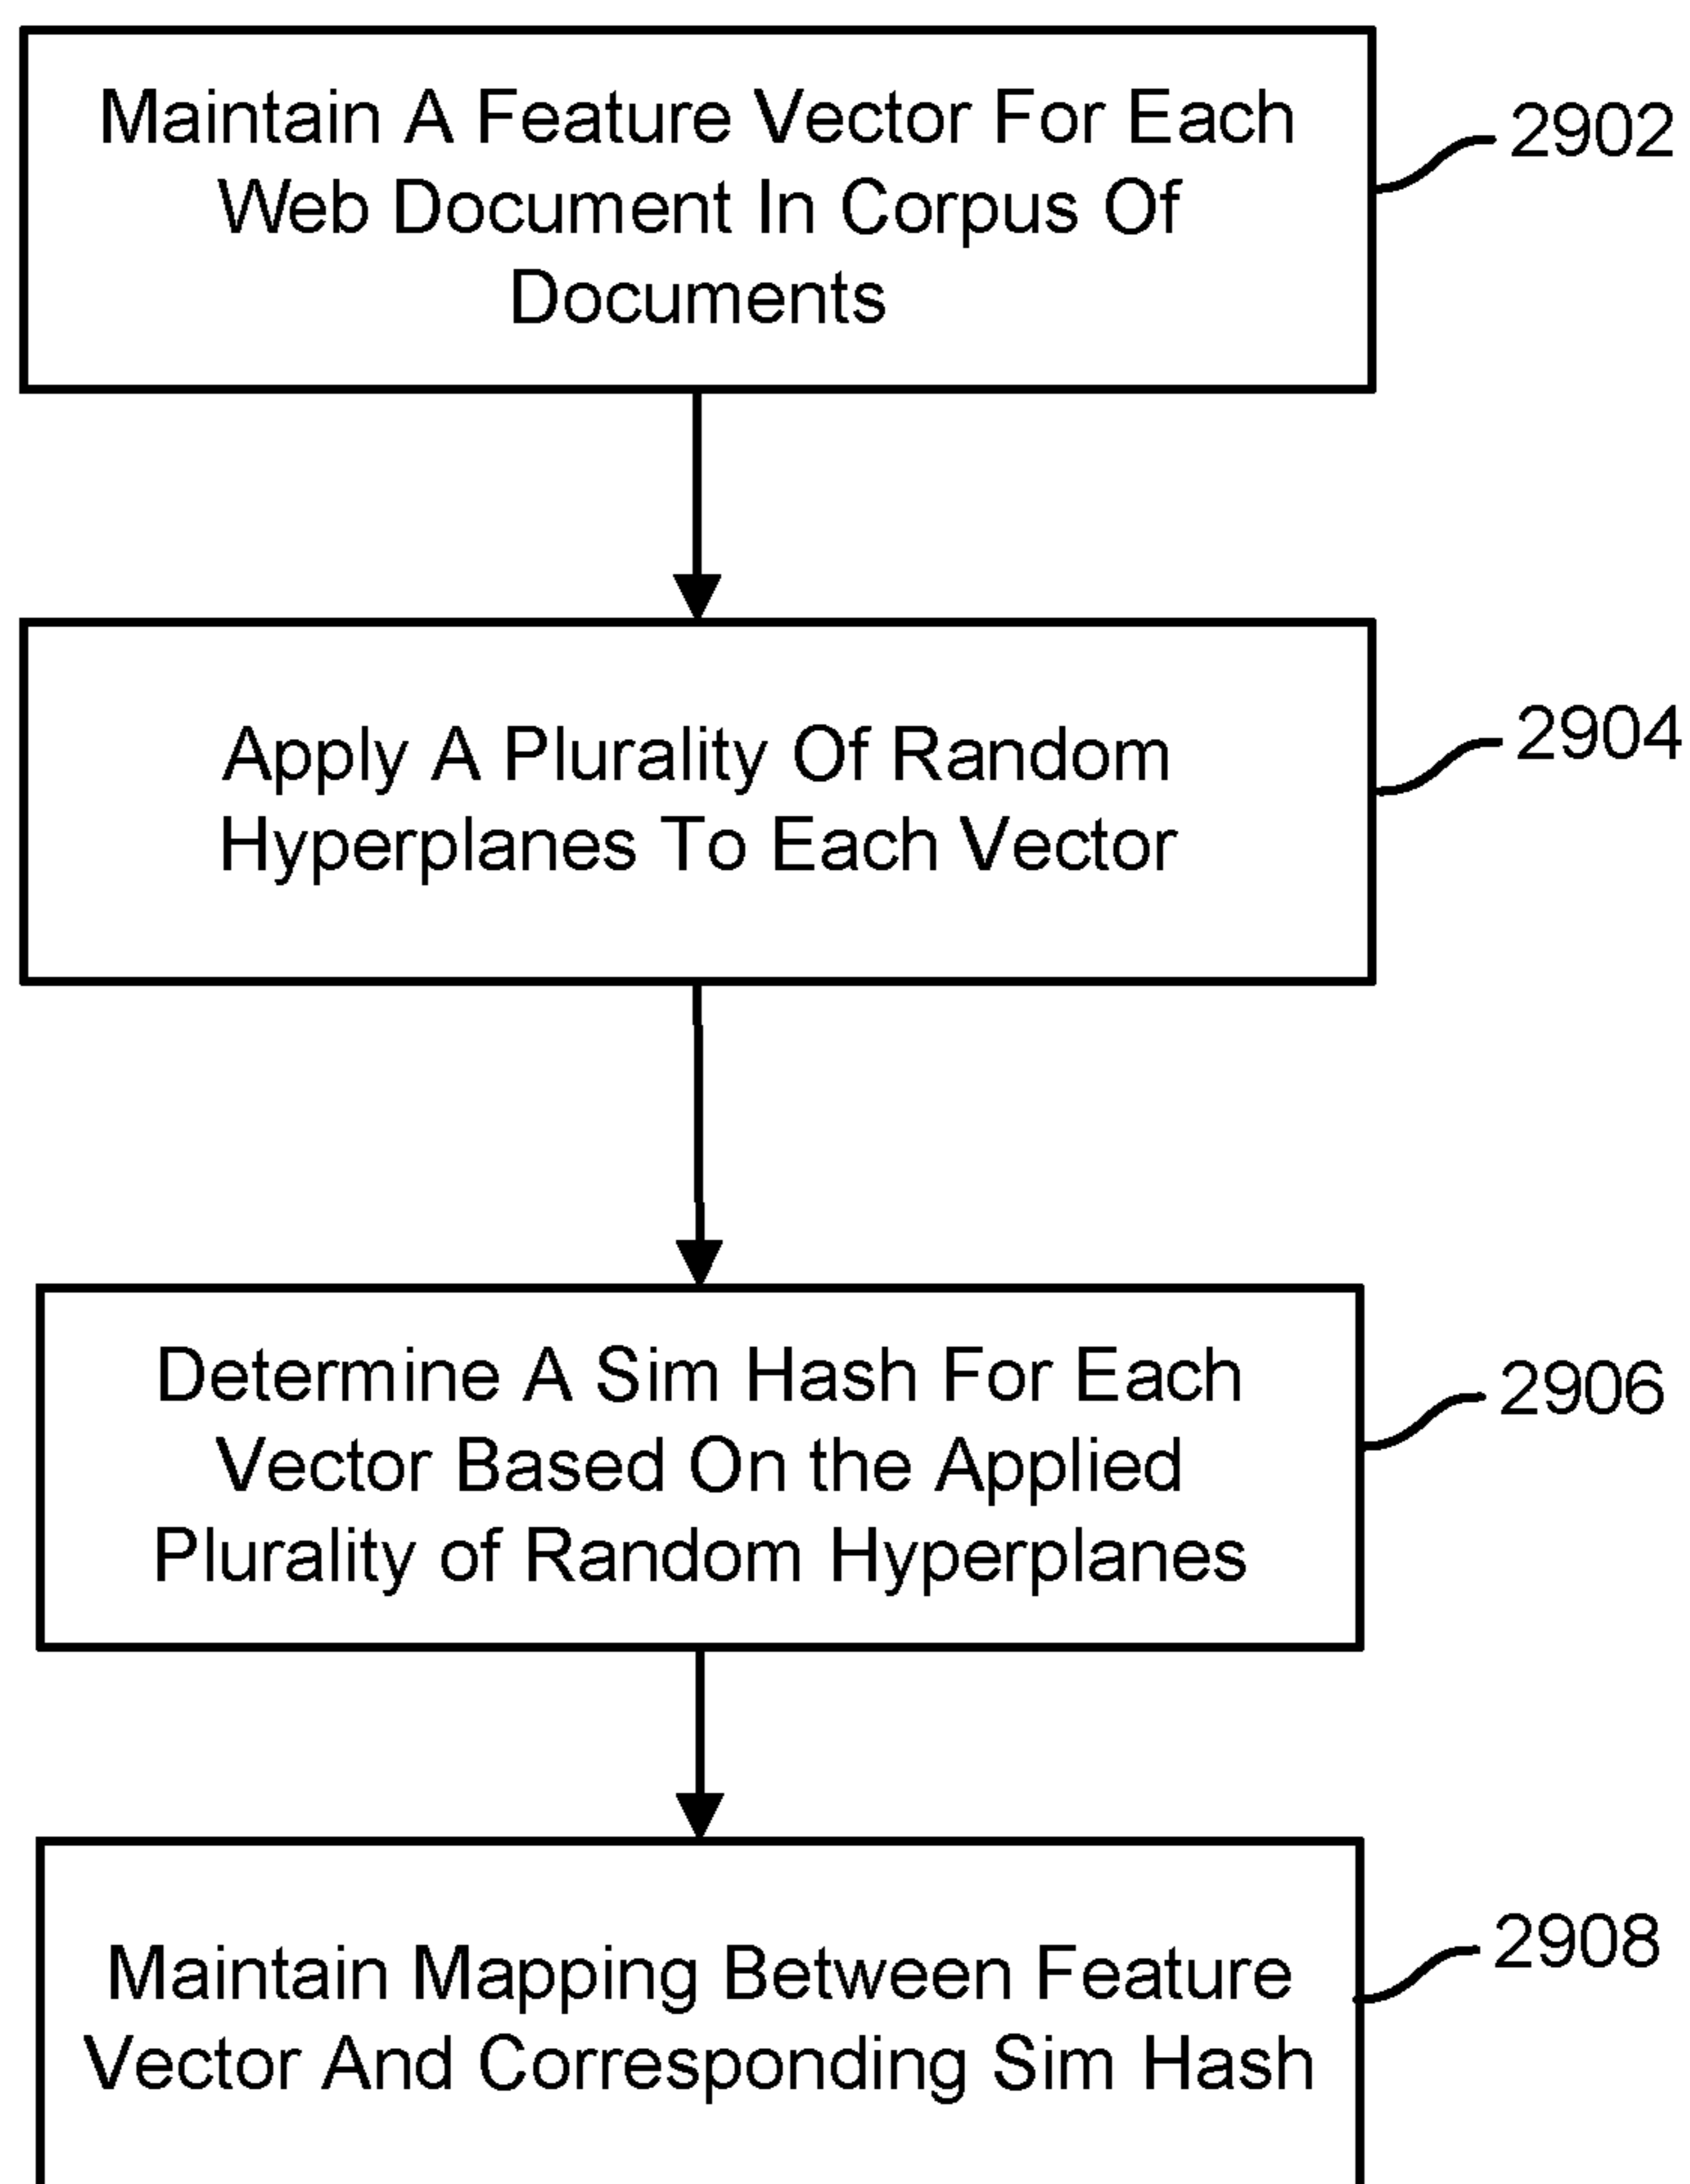 Maintain A Feature Vector For Each
Web Document In Corpus Of
Documents
2902
Apply A Plurality Of Random
Hyperplanes To Each Vector
2904
Determine A Sim Hash For Each
Vector Based On the Applied
Plurality of Random Hyperplanes
2906
Maintain Mapping Between Feature
Vector And Corresponding Sim Hash
2908